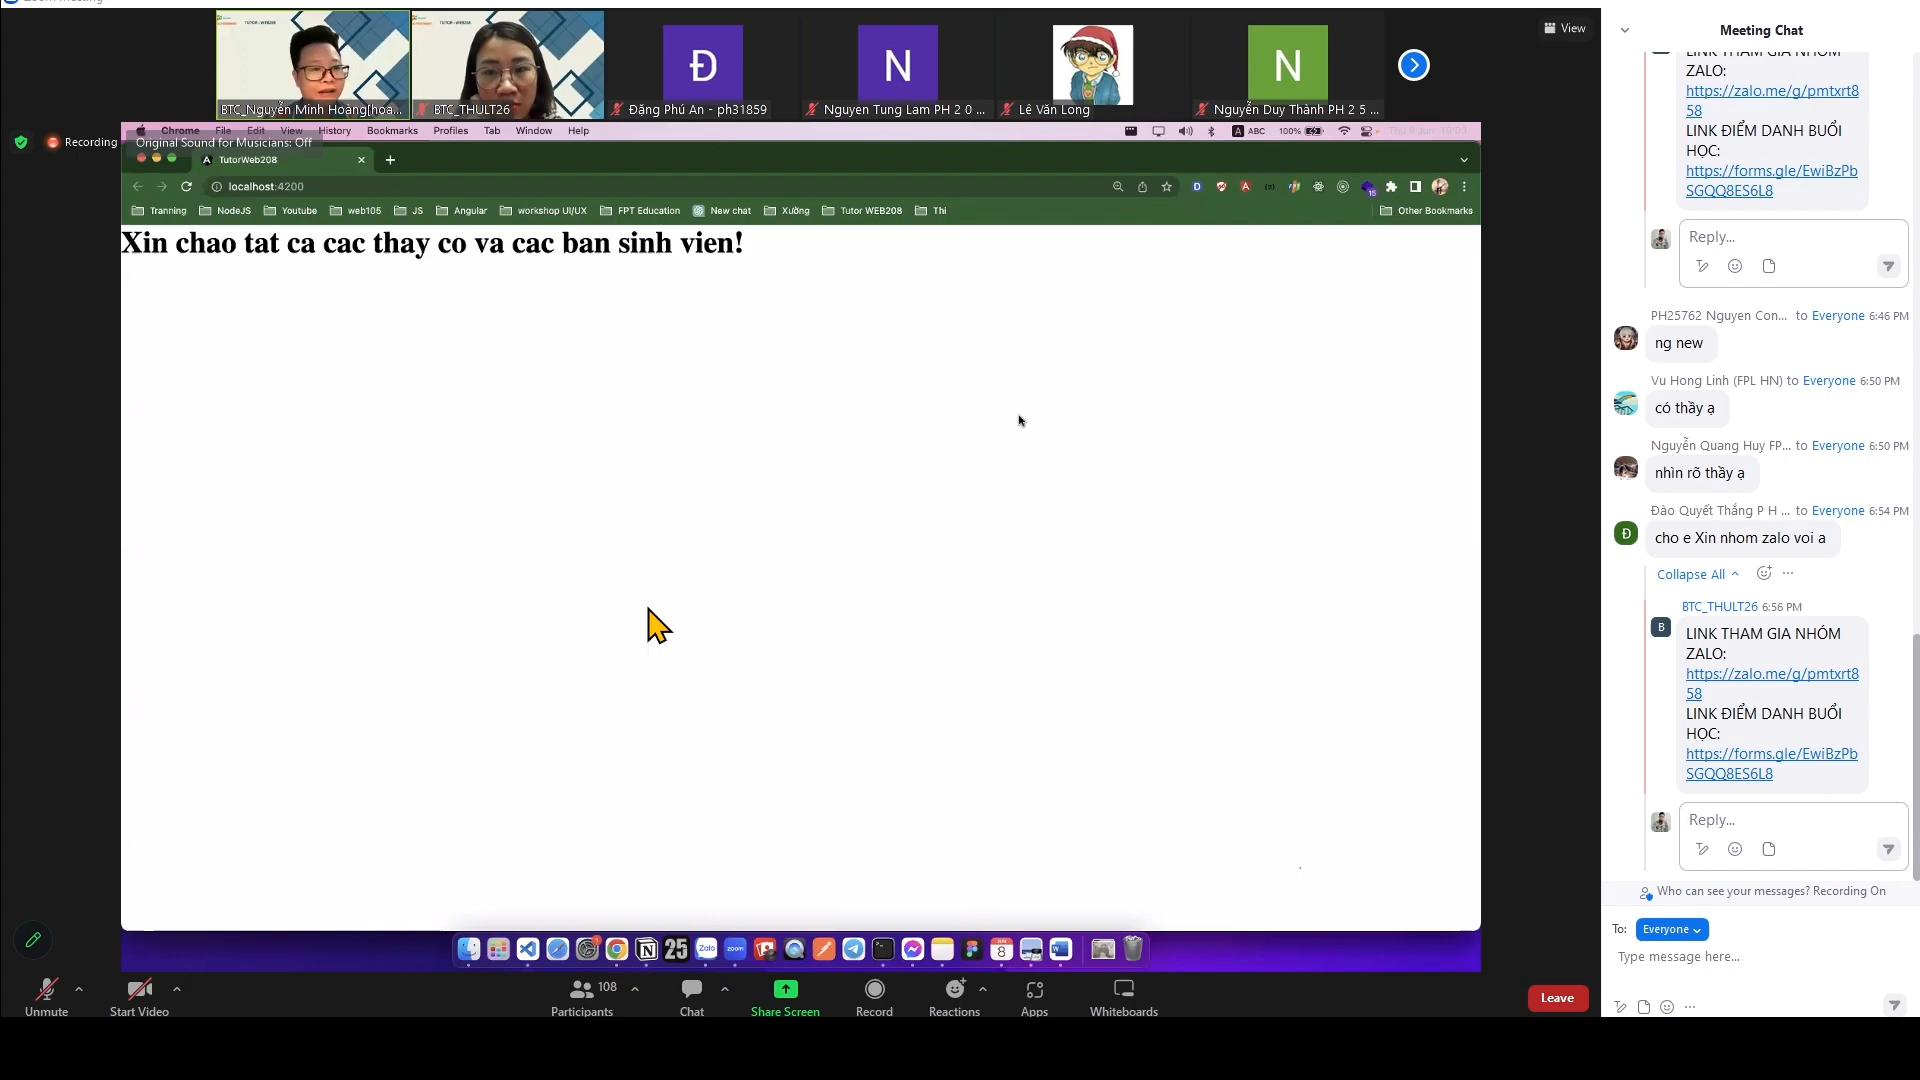 View
Đ
N
N
BTC_Nguyễn Minh Hoàng[hoa...
BTC_THULT26
Đặng Phú An - ph31859
Nguyen Tung Lam PH 2 0 ...
Lê Văn Long
Nguyễn Duy Thành PH 2 5 ...
Recording
Chrome File Edit View History Bookmarks Profiles Tab Window Help
ABC 100%
Original Sound for Musicians: Off
TutorWeb208
localhost:4200
Tranning NodeJS Youtube web105 JS Angular workshop UI/UX FPT Education New chat Xưởng Tutor WEB208 Thi Other Bookmarks
Xin chao tat ca cac thay co va cac ban sinh vien!
Unmute
Start Video
108
Participants
Chat
Share Screen
Record
Reactions
Apps
Whiteboards
Leave
Meeting Chat
LINK THAM GIA NHÓM
ZALO:
https://zalo.me/g/pmtxrt8
58
LINK ĐIỂM DANH BUỔI
HỌC:
https://forms.gle/EwiBzPb
SGQQ8ES6L8
Reply...
PH25762 Nguyen Con... to Everyone 6:46 PM
ng new
Vu Hong Linh (FPL HN) to Everyone 6:50 PM
có thầy ạ
Nguyễn Quang Huy FP... to Everyone 6:50 PM
nhìn rõ thầy ạ
Đào Quyết Thắng P H ... to Everyone 6:54 PM
Đ
cho e Xin nhom zalo voi a
Collapse All
BTC_THULT26 6:56 PM
B
LINK THAM GIA NHÓM
ZALO:
https://zalo.me/g/pmtxrt8
58
LINK ĐIỂM DANH BUỔI
HỌC:
https://forms.gle/EwiBzPb
SGQQ8ES6L8
Reply...
Who can see your messages? Recording On
To: Everyone
Type message here...